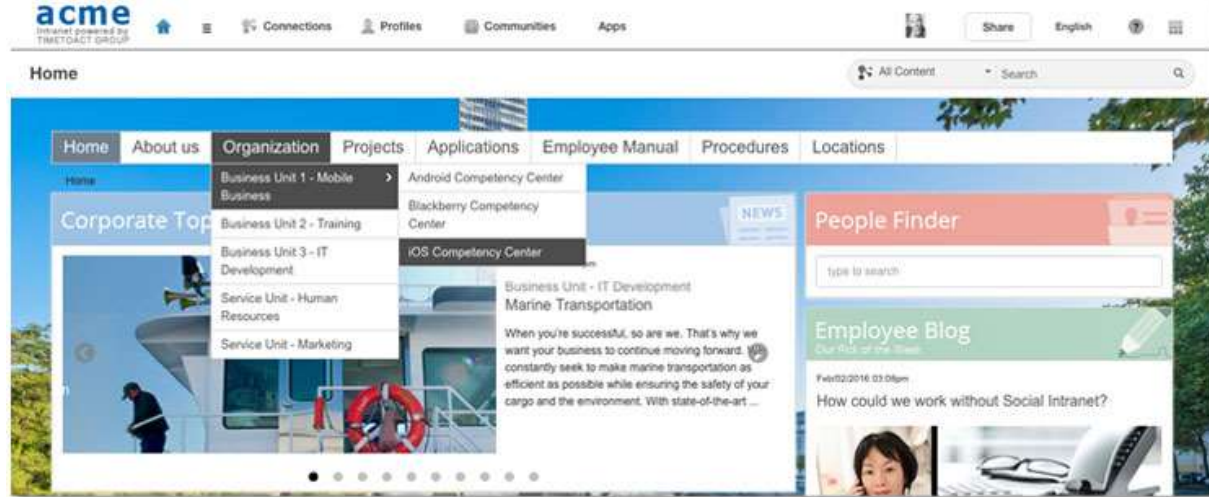 acme
Intranet powered by
TIMETOACT GROUP
Connections Profiles Communities Apps Share English ?
Home All Content Search
Home About us Organization Projects Applications Employee Manual Procedures Locations
Home
Business Unit 1 - Mobile
Business
Business Unit 2 - Training
Business Unit 3 - IT
Development
Service Unit - Human
Resources
Service Unit - Marketing
Android Competency Center
Blackberry Competency
Center
iOS Competency Center
Corporate Top
NEWS
Business Unit - IT Development
Marine Transportation
When you're successful, so are we. That's why we
want your business to continue moving forward.
constantly seek to make marine transportation as
efficient as possible while ensuring the safety of your
cargo and the environment. With state-of-the-art ...
People Finder
type to search
Employee Blog
Our Pick of the Week
Feb/02/2016 03:08pm
How could we work without Social Intranet?